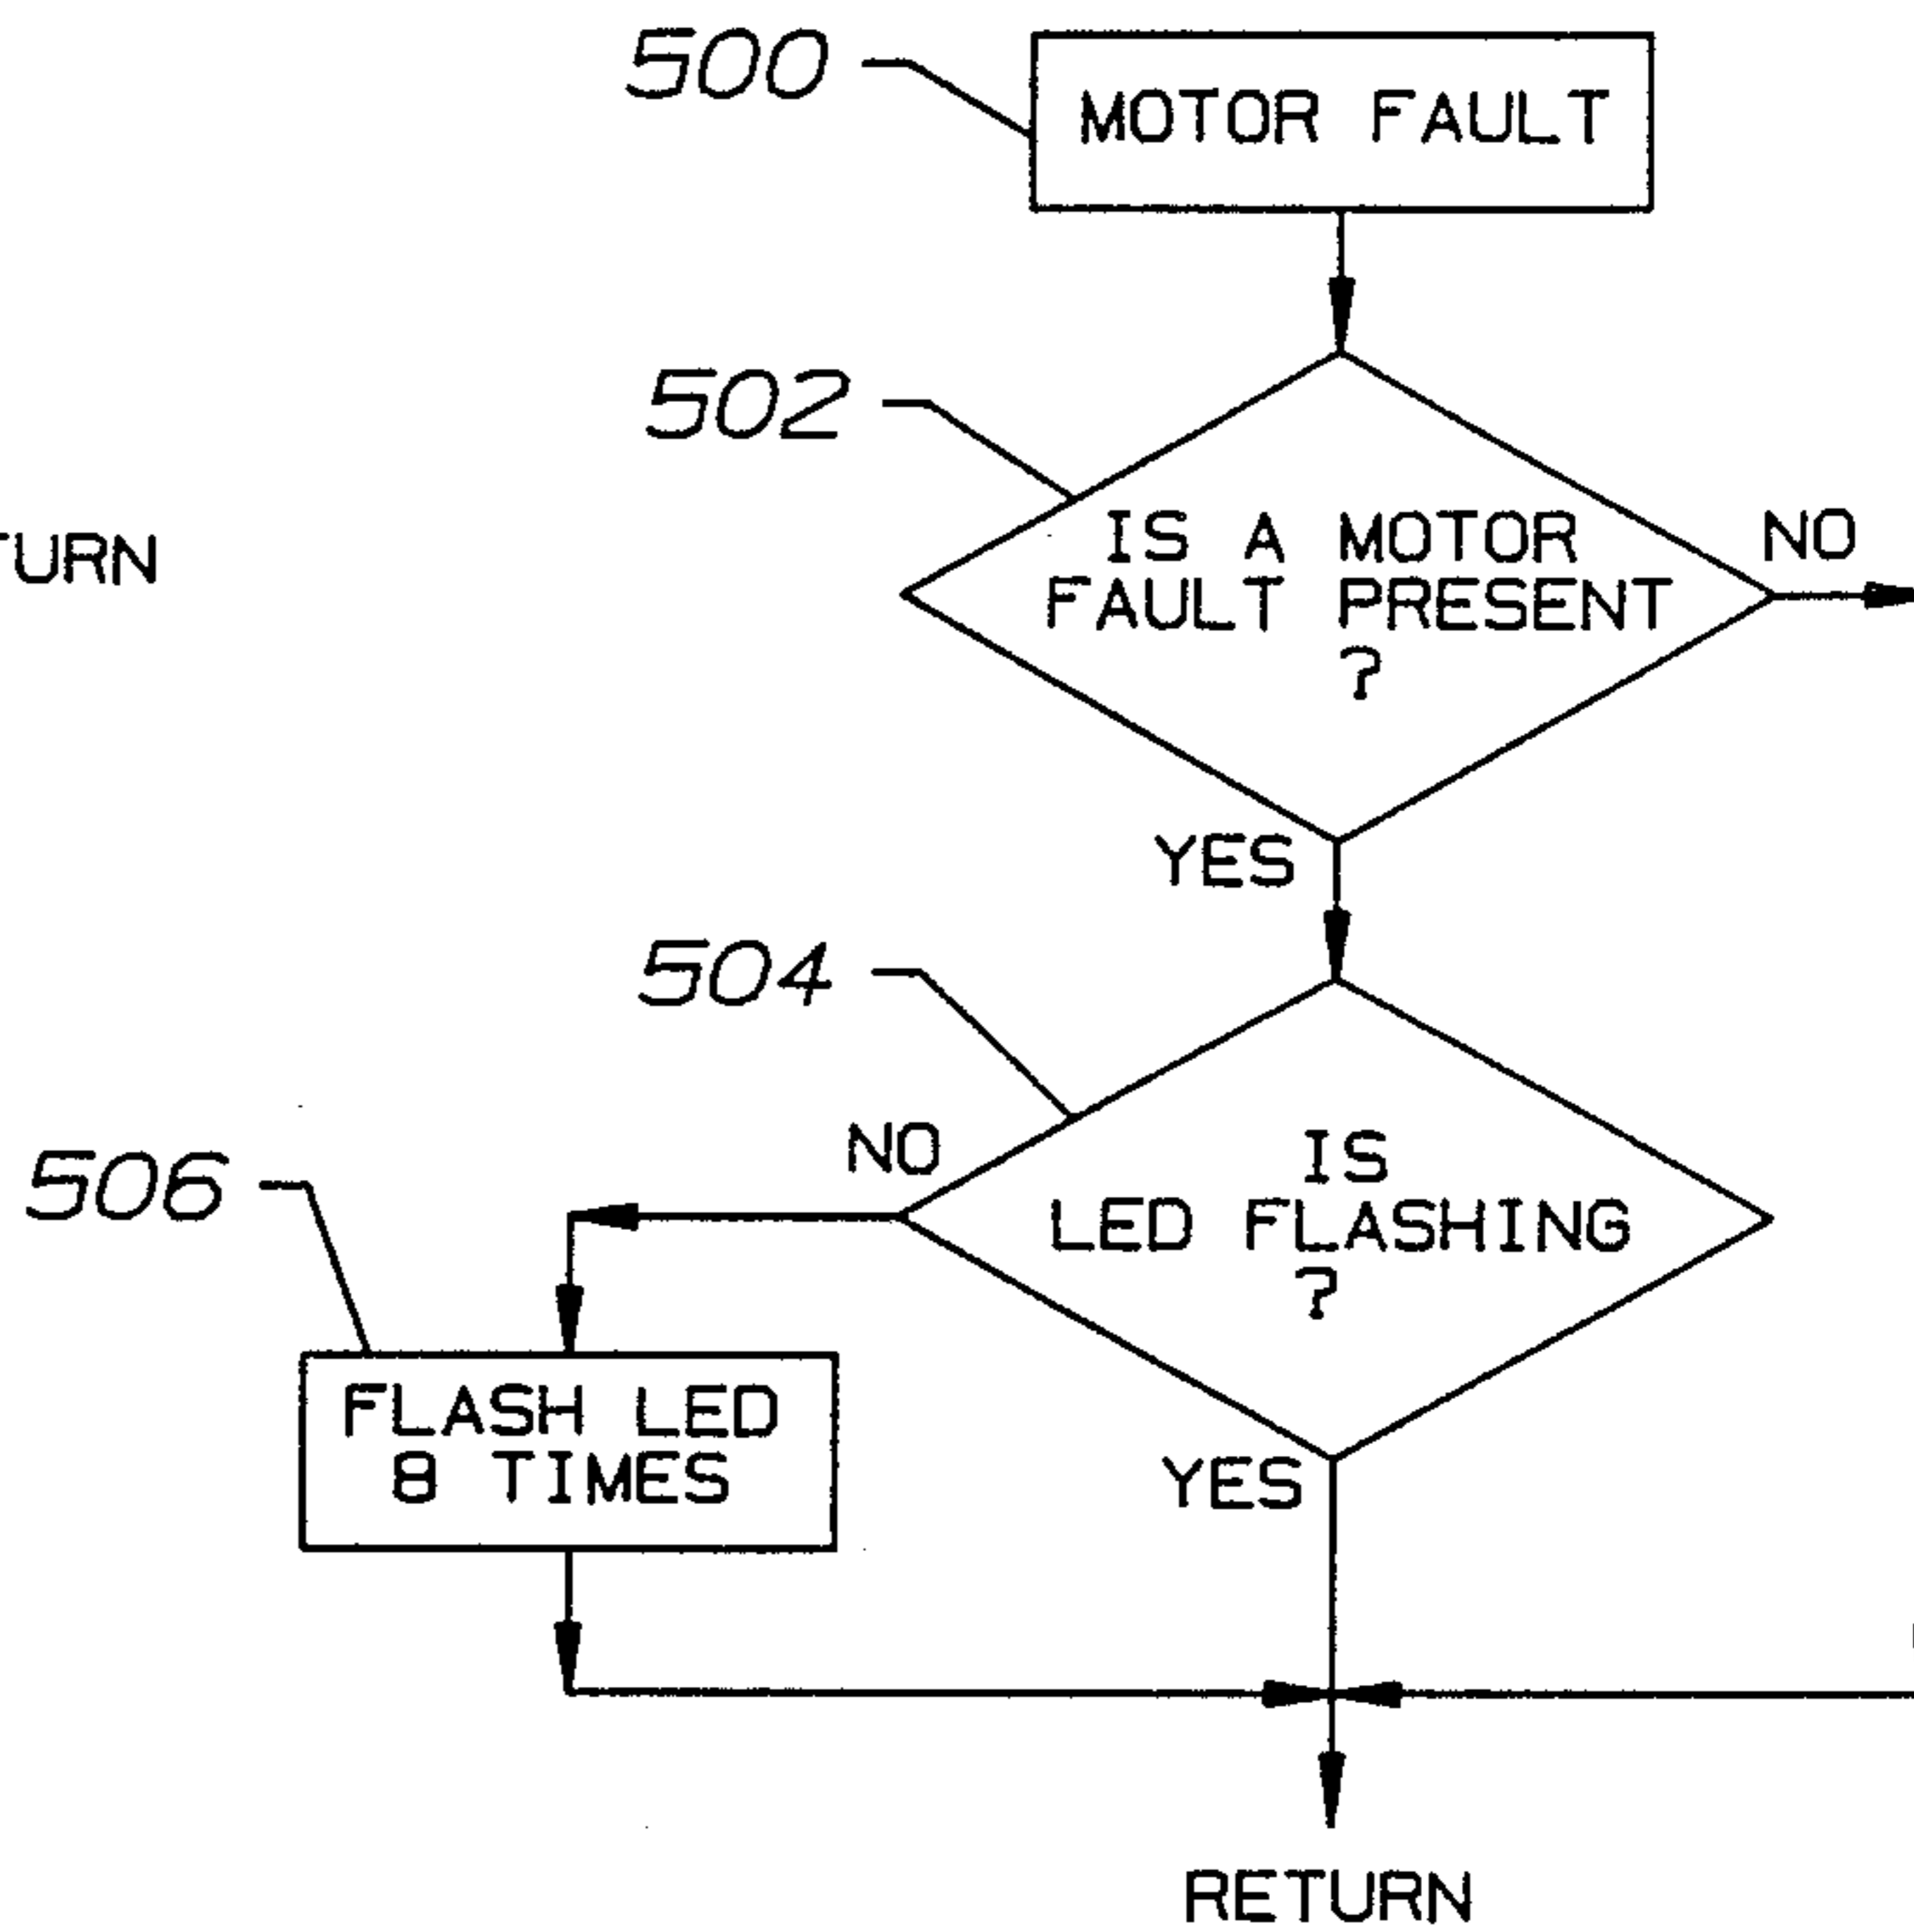 500
MOTOR FAULT
502
IS A MOTOR
FAULT PRESENT
?
NO
TURN
YES
504
NO
IS
LED FLASHING
?
506
FLASH LED
8 TIMES
YES
RETURN